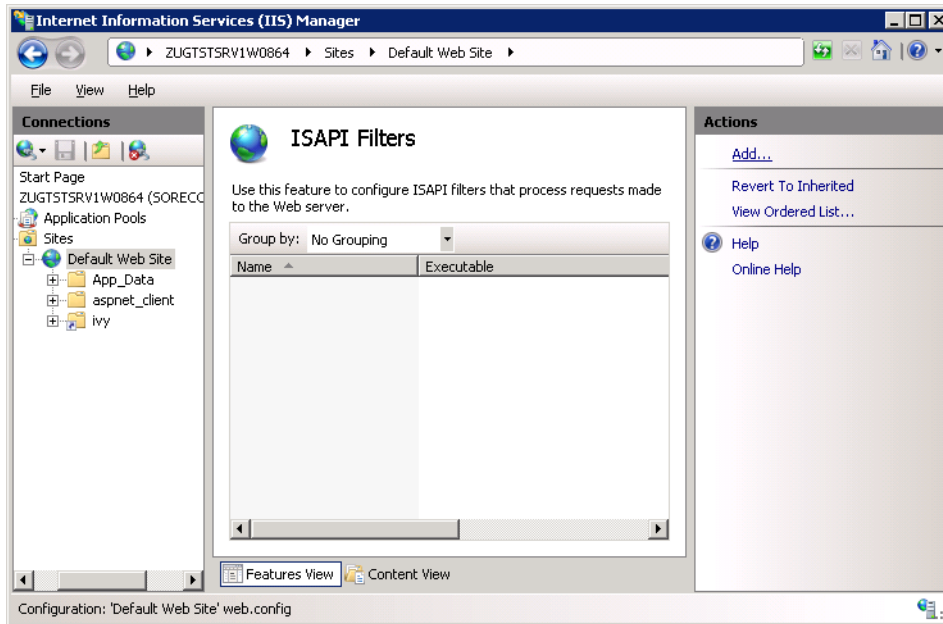 Internet Information Services (IIS) Manager
ZUGTSTSRV1W0864 Sites Default Web Site
File View Help
Connections
Start Page
ZUGTSTSRV1W0864 (SORECC
Application Pools
Sites
Default Web Site
App_Data
aspnet_client
ivy
ISAPI Filters
Use this feature to configure ISAPI filters that process requests made
to the Web server.
Group by: No Grouping
Name Executable
Features View Content View
Actions
Add...
Revert To Inherited
View Ordered List...
Help
Online Help
Configuration: 'Default Web Site' web.config